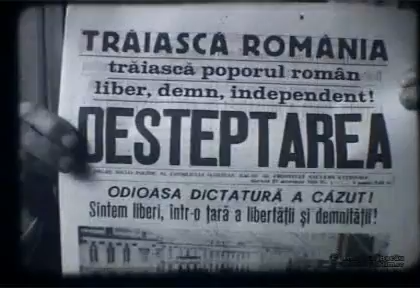 TRĂIASCĂ ROMÂNIA
trăiască poporul român
liber, demn, independent!
DEȘTEPTAREA
ODIOASA DICTATURĂ A CĂZUT!
Sîntem liberi, într-o țară a libertății și demnității!